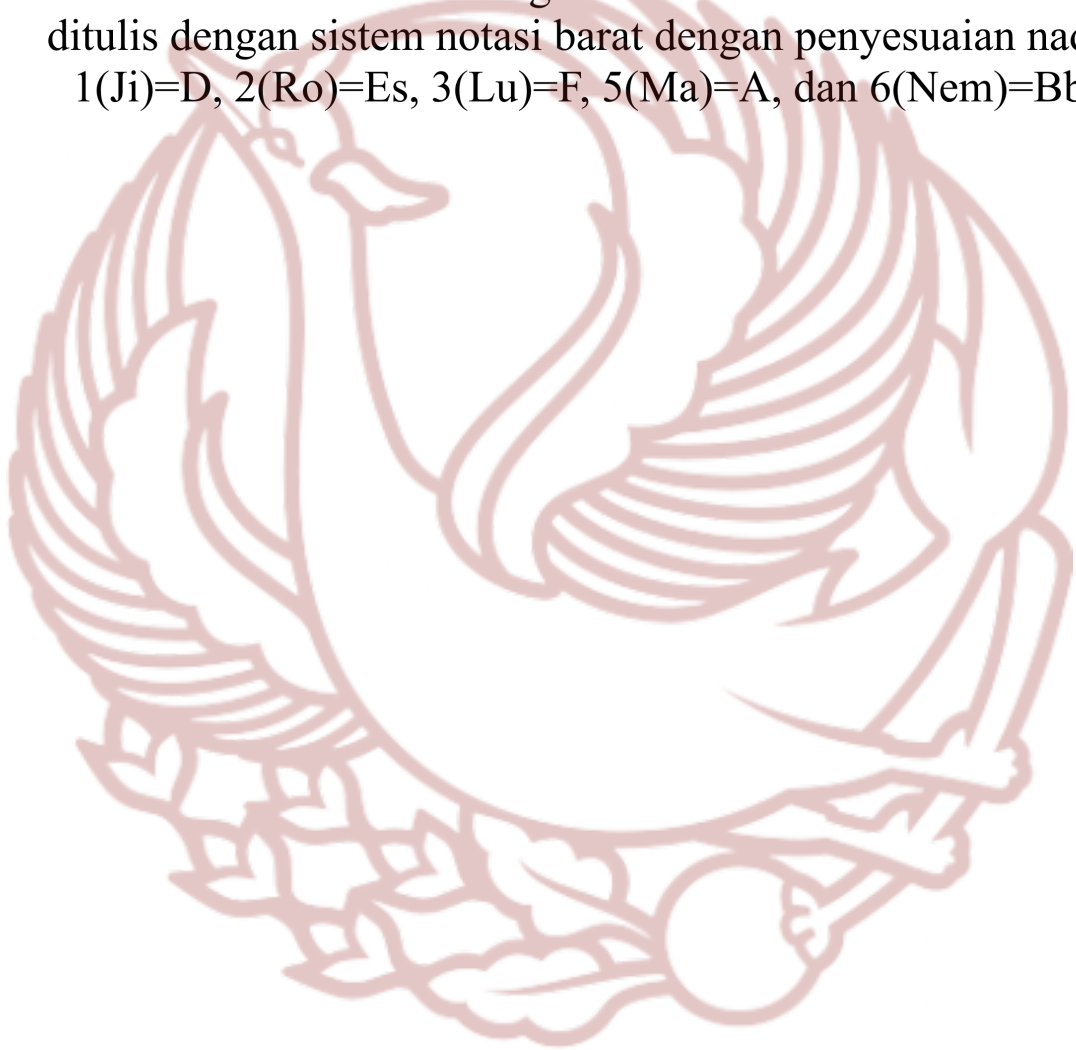 ditulis dengan sistem notasi barat dengan penyesuaian
1(Ji)=D, 2(Ro)=Es, 3(Lu)=F, 5(Ma)=A, dan 6(Nem)=Bb